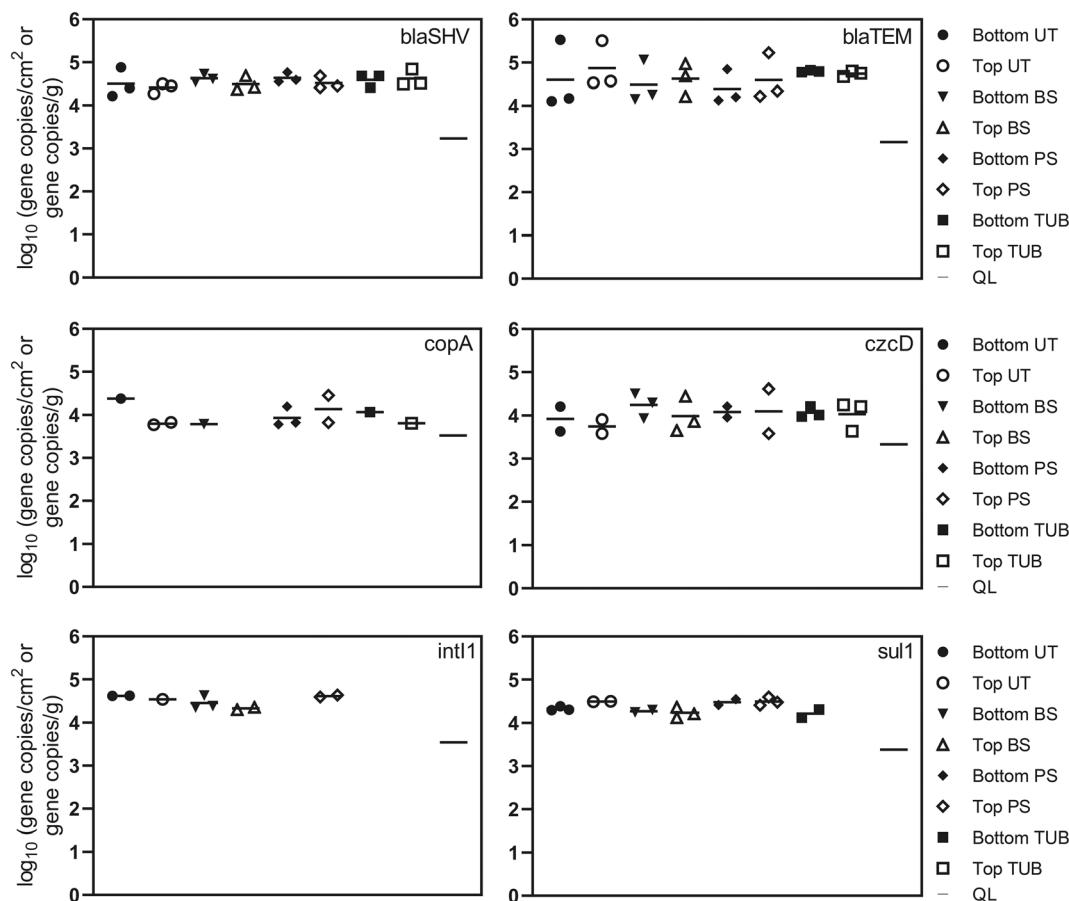 log10 (gene copies/cm2 or
gene copies/g)
6
5
4
3
2
1
0
blaSHV
6
5
4
3
2
1
0
blaTEM
Bottom UT
Top UT
Bottom BS
Top BS
Bottom PS
Top PS
Bottom TUB
Top TUB
QL
log10 (gene copies/cm2 or
gene copies/g)
6
5
4
3
2
1
0
copA
6
5
4
3
2
1
0
czcD
Bottom UT
Top UT
Bottom BS
Top BS
Bottom PS
Top PS
Bottom TUB
Top TUB
QL
log10 (gene copies/cm2 or
gene copies/g)
6
5
4
3
2
1
0
intI1
6
5
4
3
2
1
0
sul1
Bottom UT
Top UT
Bottom BS
Top BS
Bottom PS
Top PS
Bottom TUB
Top TUB
QL